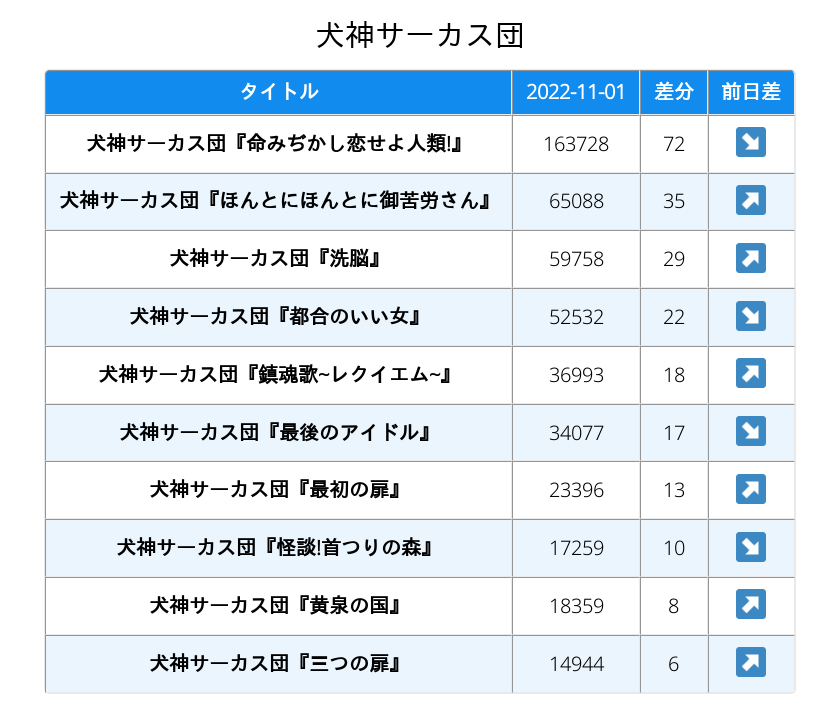 犬神サーカス団
タイトル 2022-11-01 差分 前日差
犬神サーカス団『命みぢかし恋せよ人類!』 163728 72 ↘
犬神サーカス団『ほんとにほんとに御苦労さん』 65088 35 ↗
犬神サーカス団『洗脳』 59758 29 ↗
犬神サーカス団『都合のいい女』 52532 22 ↘
犬神サーカス団『鎮魂歌~レクイエム~』 36993 18 ↗
犬神サーカス団『最後のアイドル』 34077 17 ↘
犬神サーカス団『最初の扉』 23396 13 ↗
犬神サーカス団『怪談!首つりの森』 17259 10 ↘
犬神サーカス団『黄泉の国』 18359 8 ↗
犬神サーカス団『三つの扉』 14944 6 ↗